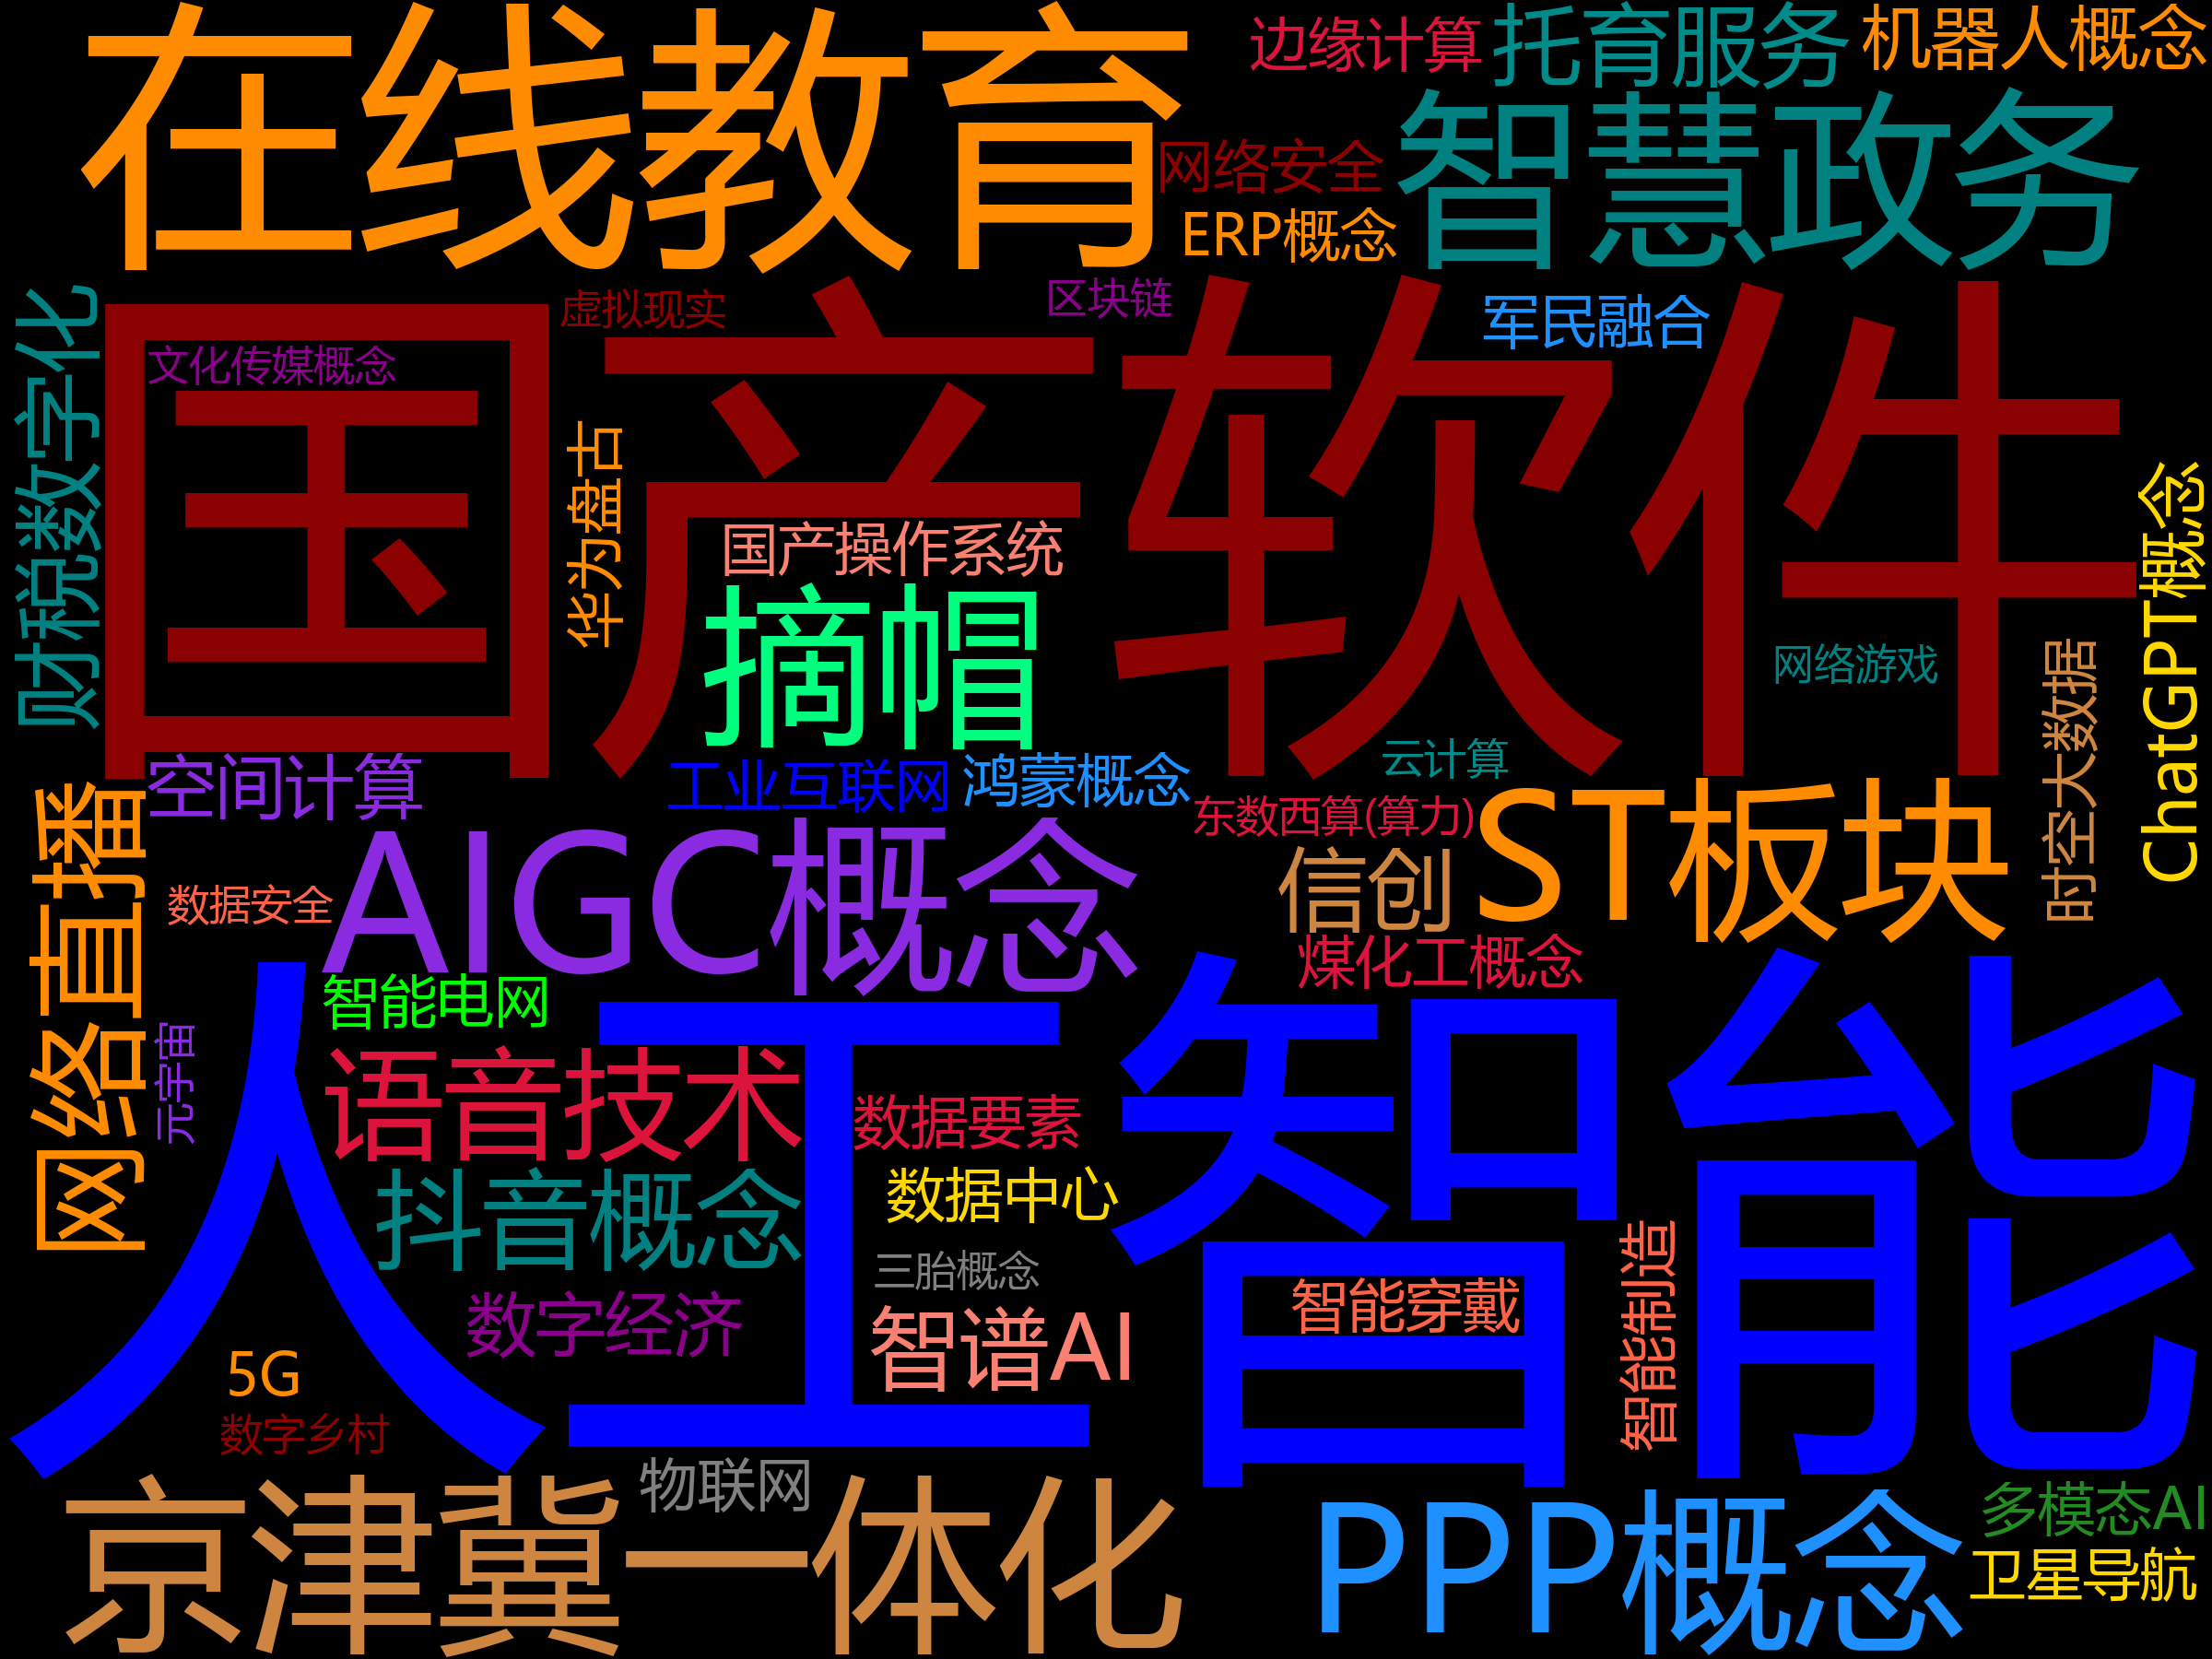 在线教育
边缘计算
托育服务
机器人概念
智慧政务
网络安全
ERP概念
区块链
虚拟现实
军民融合
财税数字化
文化传媒概念
国产软件
华为盘古
国产操作系统
摘帽
网络游戏
ChatGPT概念
时空大数据
空间计算
工业互联网
鸿蒙概念
云计算
东数西算(算力)
网络直播
数据安全
AIGC概念
信创
ST板块
煤化工概念
人工智能
智能电网
元宇宙
语音技术
数据要素
抖音概念
数据中心
三胎概念
数字经济
智谱AI
智能穿戴
智能制造
5G
数字乡村
物联网
京津冀一体化
PPP概念
多模态AI
卫星导航